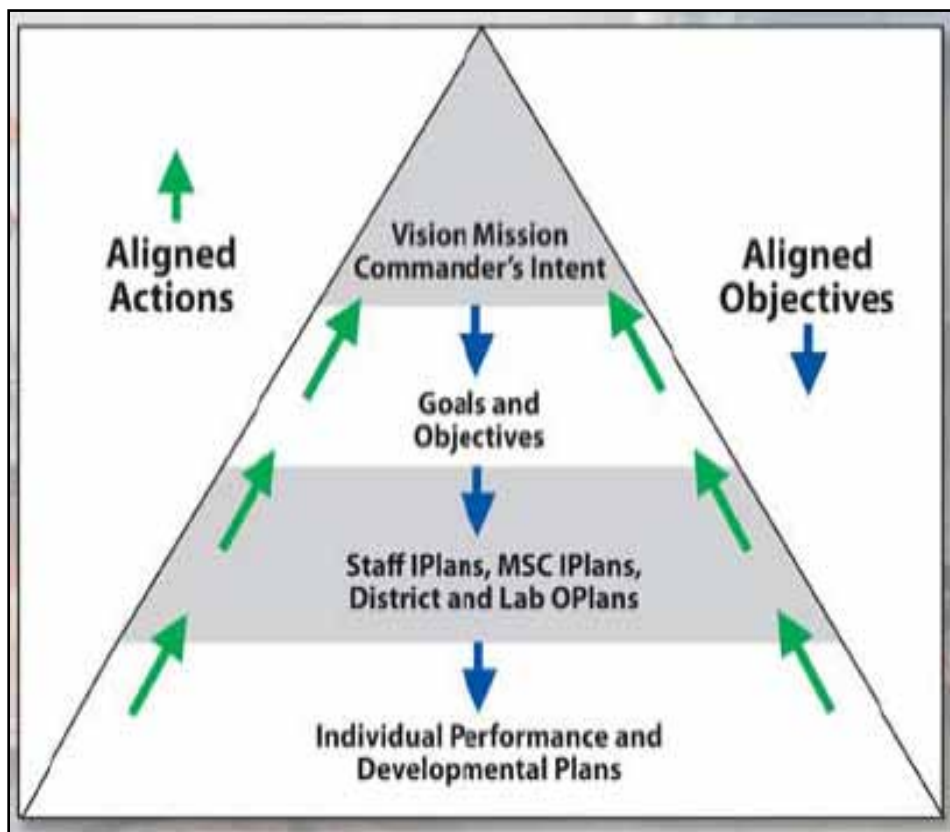 Aligned
Actions
Vision Mission
Commander's Intent
Aligned
Objectives
Goals and
Objectives
Staff IPlans, MSC IPlans,
District and Lab OPlans
Individual Performance and
Developmental Plans